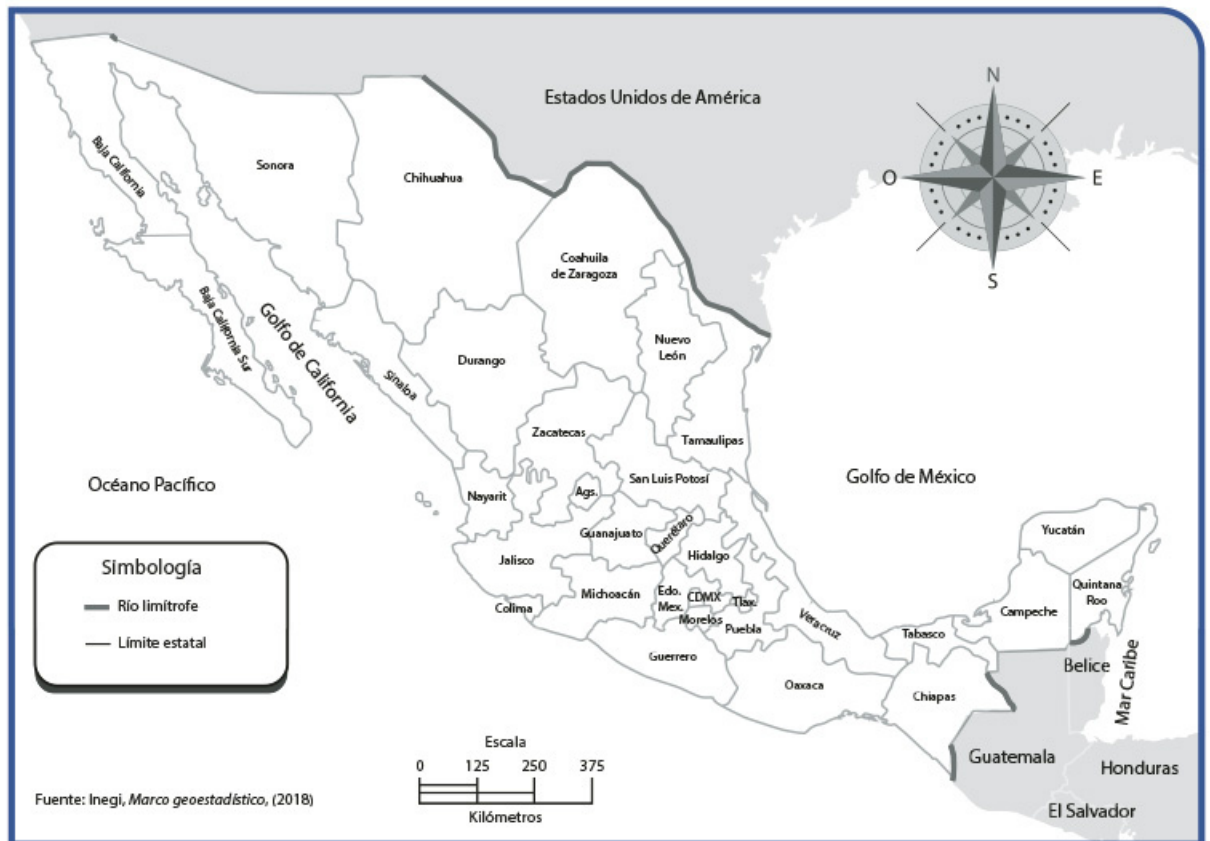 N
Estados Unidos de América
O
E
S
Baja California
Sonora
Chihuahua
Coahuila
de Zaragoza
Baja California Sur
Golfo de California
Nuevo
León
Durango
Sinaloa
Zacatecas
Tamaulipas
Océano Pacífico
Nayarit
Ags.
San Luis Potosí
Golfo de México
Guanajuato
Querétaro
Yucatán
Jalisco
Hidalgo
Simbología
Río limítrofe
Límite estatal
Colima
Michoacán
Edo.
Mex.
CDMX
Tlax.
Morelos
Puebla
Veracruz
Quintana
Roo
Campeche
Tabasco
Guerrero
Oaxaca
Chiapas
Belice
Mar Caribe
Guatemala
Honduras
El Salvador
Escala
0 125 250 375
Kilómetros
Fuente: Inegi, Marco geoestadístico, (2018)